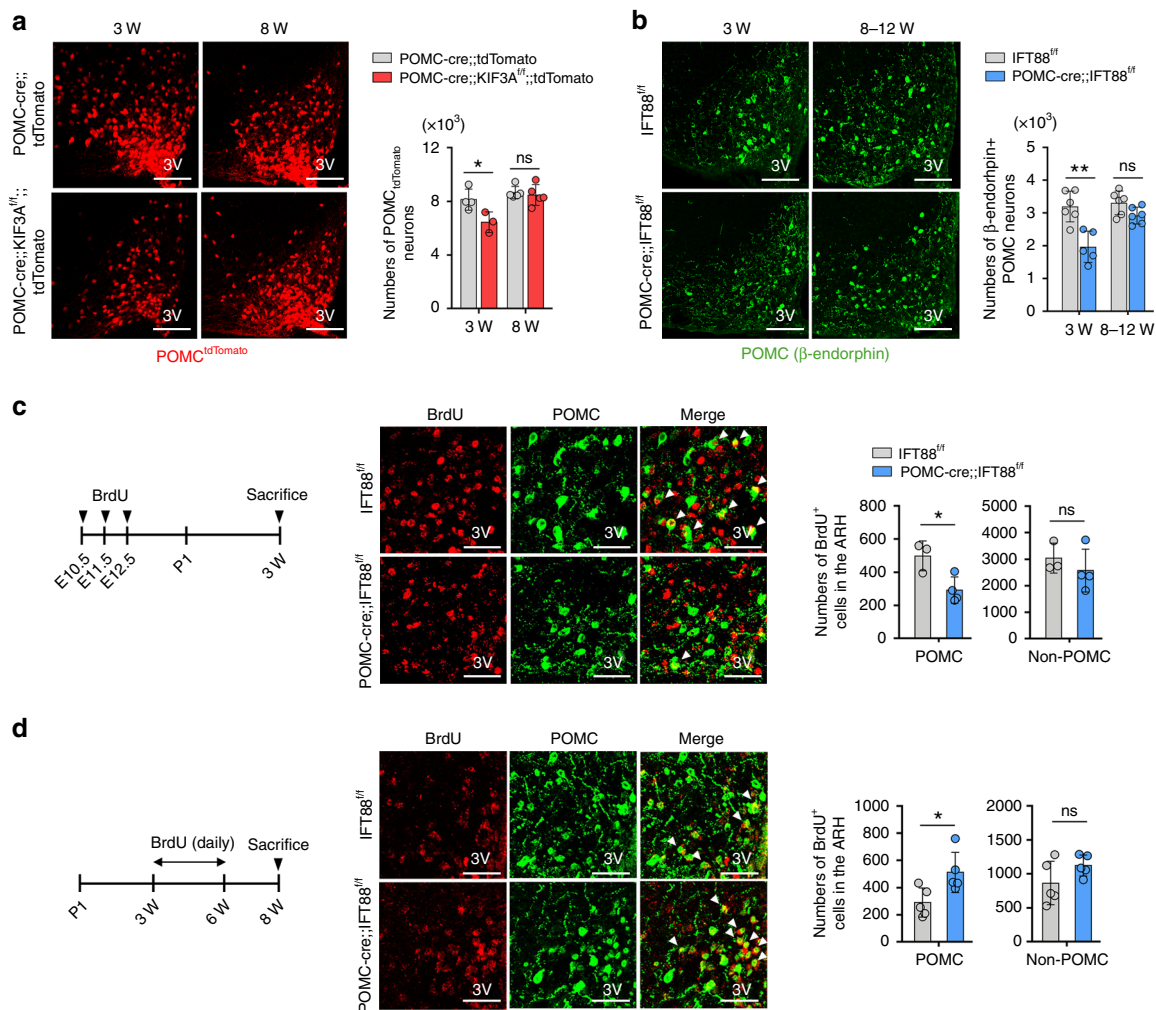 a
3 W
8 W
POMC-cre;;
tdTomato
POMC-cre;;KIF3A^f/f;;
tdTomato
3V
3V
3V
3V
POMC^tdTomato
POMC-cre;;tdTomato
POMC-cre;;KIF3A^f/f;;tdTomato
(×10³)
Numbers of POMC_tdTomato
neurons
12
8
4
0
*
ns
3 W
8 W
b
3 W
8–12 W
IFT88^f/f
POMC-cre;;IFT88^f/f
3V
3V
3V
3V
POMC (β-endorphin)
IFT88^f/f
POMC-cre;;IFT88^f/f
(×10³)
Numbers of β-endorhpin+
POMC neurons
5
4
3
2
1
0
**
ns
3 W
8–12 W
c
BrdU
Sacrifice
E10.5
E11.5
E12.5
P1
3 W
BrdU
POMC
Merge
IFT88^f/f
POMC-cre;;IFT88^f/f
3V
3V
3V
3V
3V
3V
IFT88^f/f
POMC-cre;;IFT88^f/f
Numbers of BrdU⁺
cells in the ARH
800
600
400
200
0
*
POMC
5000
4000
3000
2000
1000
0
ns
Non-POMC
d
BrdU (daily)
Sacrifice
P1
3 W
6 W
8 W
BrdU
POMC
Merge
IFT88^f/f
POMC-cre;;IFT88^f/f
3V
3V
3V
3V
3V
3V
Numbers of BrdU⁺
cells in the ARH
1000
800
600
400
200
0
*
POMC
2000
1500
1000
500
0
ns
Non-POMC